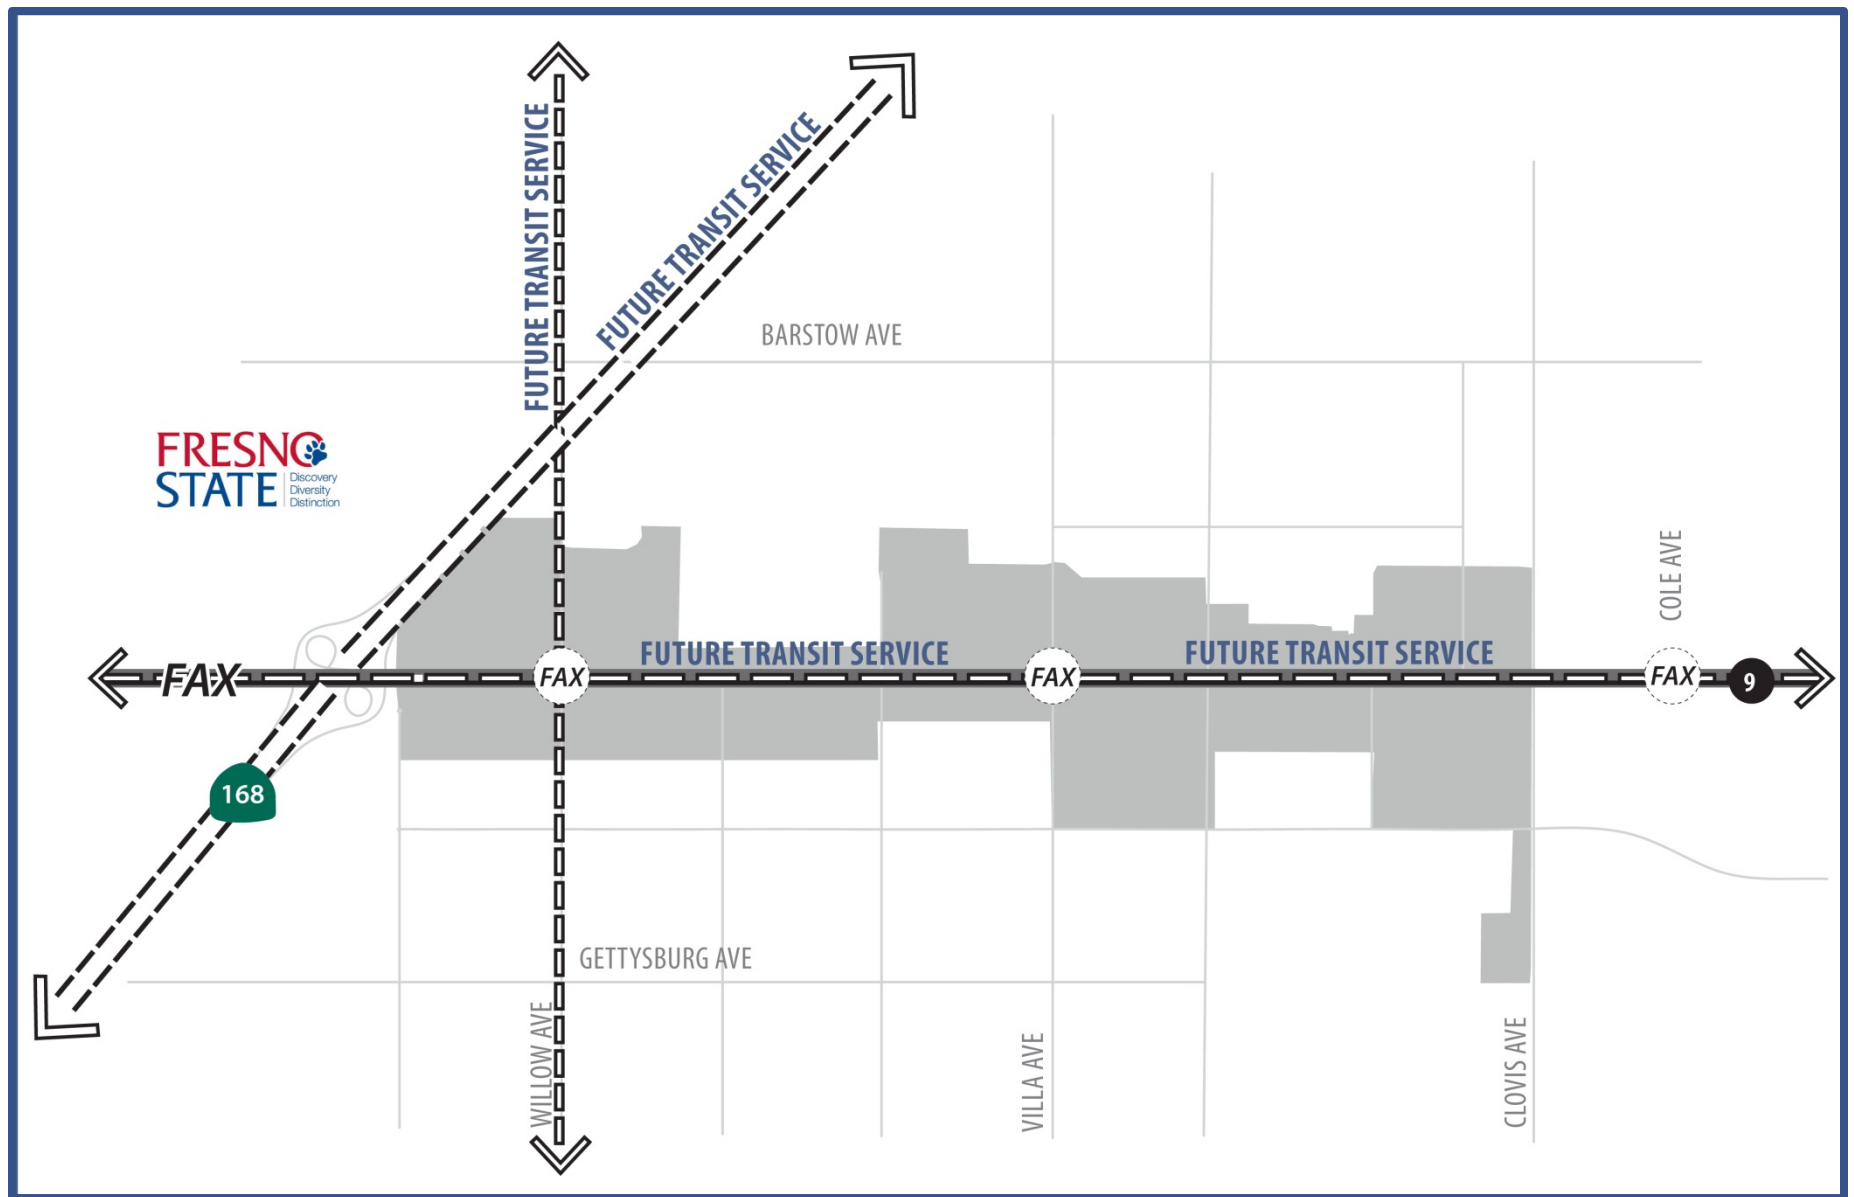 FUTURE TRANSIT SERVICE
FUTURE TRANSIT SERVICE
BARSTOW AVE
FRESNO
STATE
Discovery
Diversity
Distinction
COLE AVE
FUTURE TRANSIT SERVICE
FUTURE TRANSIT SERVICE
FAX
FAX
FAX
FAX
9
168
GETTYSBURG AVE
WILLOW AVE
VILLA AVE
CLOVIS AVE